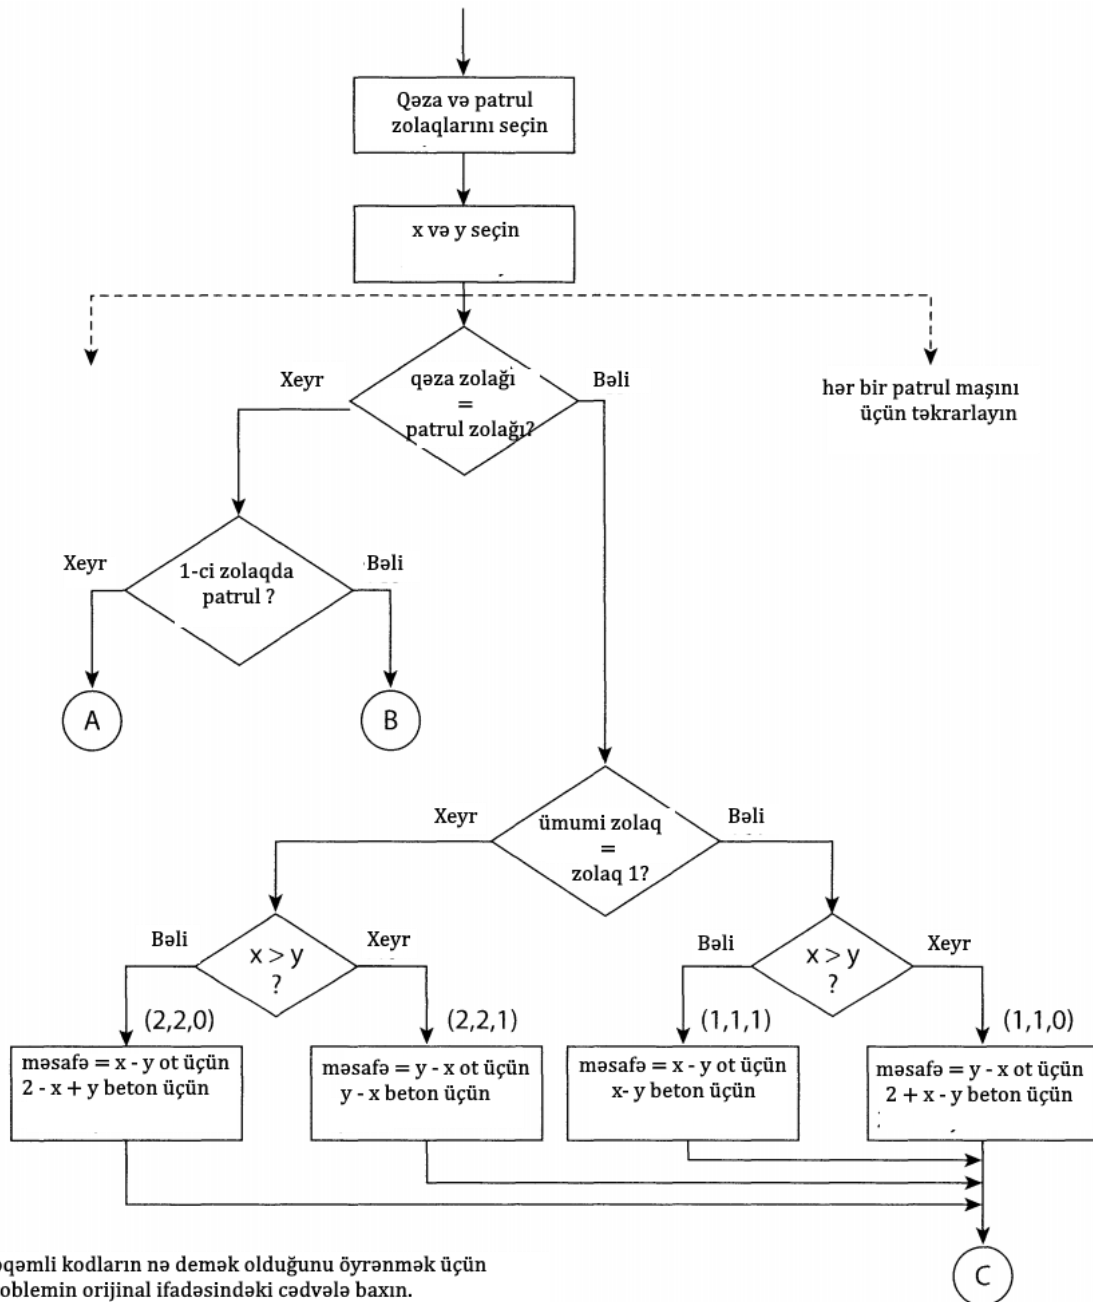 Qəza və patrul
zolaqlarını seçin
x və y seçin
Xeyr
qəza zolağı
=
patrul zolağı?
Bəli
hər bir patrul maşını
üçün təkrarlayın
Xeyr
1-ci zolaqda
patrul ?
Bəli
A
B
Xeyr
ümumi zolaq
=
zolaq 1?
Bəli
Bəli
x > y
?
Xeyr
Bəli
x > y
?
Xeyr
(2,2,0)
(2,2,1)
(1,1,1)
(1,1,0)
məsafə = x - y ot üçün
2 - x + y beton üçün
məsafə = y - x ot üçün
y - x beton üçün
məsafə = x - y ot üçün
x- y beton üçün
məsafə = y - x ot üçün
2 + x - y beton üçün
C
kodların nə demək olduğunu öyrənmək üçün
orijinal ifadəsindəki cədvələ baxın.